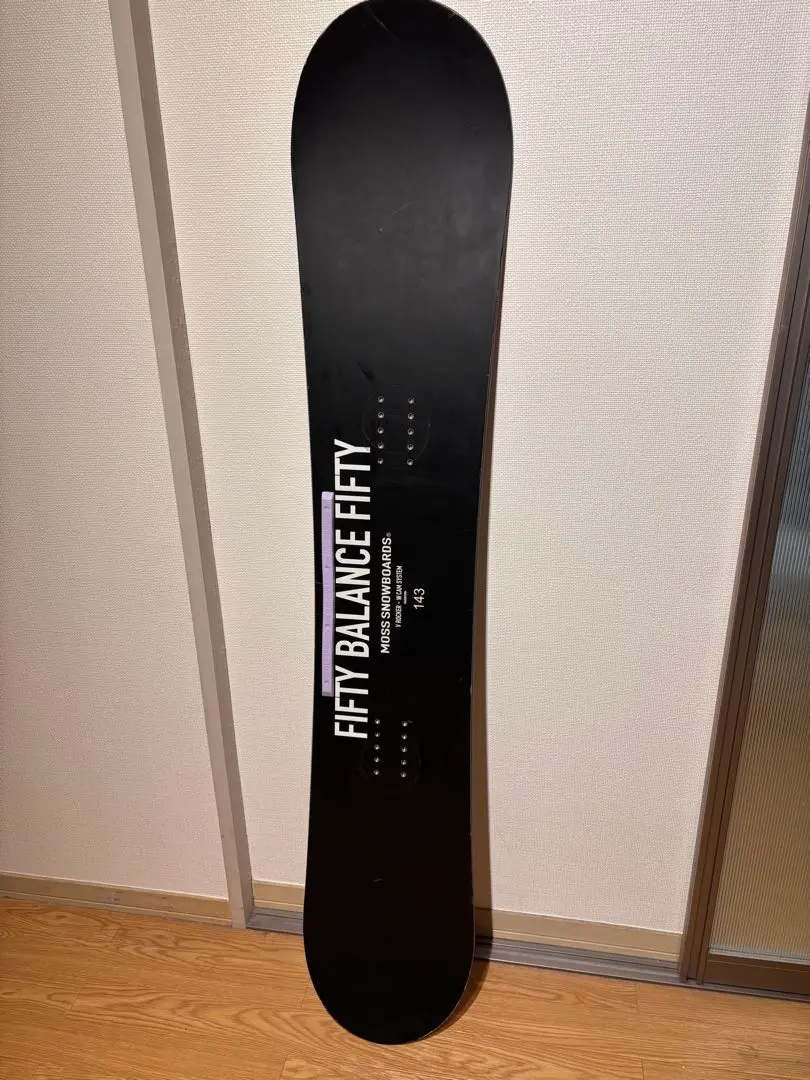 FIFTY BALANCE FIFTY
MOSS SNOWBOARDS®
V ROCKER - W CAM SYSTEM
143